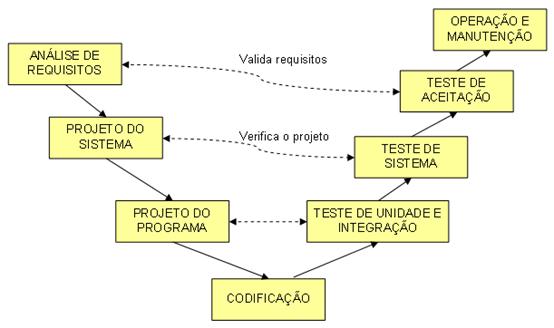 OPERAÇÃO E
MANUTENÇÃO
ANÁLISE DE
REQUISITOS
Valida requisitos
TESTE DE
ACEITAÇÃO
PROJETO DO
SISTEMA
Verifica o projeto
TESTE DE
SISTEMA
PROJETO DO
PROGRAMA
TESTE DE UNIDADE E
INTEGRAÇÃO
CODIFICAÇÃO